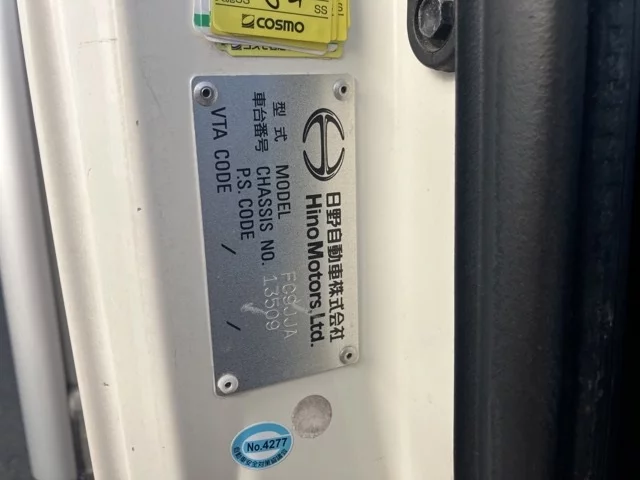 COSMO
日野自動車株式会社
Hino Motors, Ltd.
型式 MODEL FC9JJA
車台番号 CHASSIS NO. 13509
P.S. CODE /
VTA CODE /
No.4277